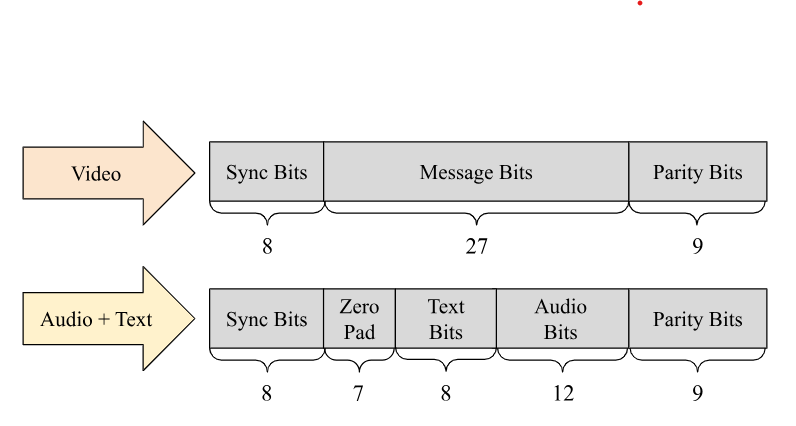 Video
Sync Bits
Message Bits
Parity Bits
8
27
9
Audio + Text
Sync Bits
Zero
Pad
Text
Bits
Audio
Bits
Parity Bits
8
7
8
12
9